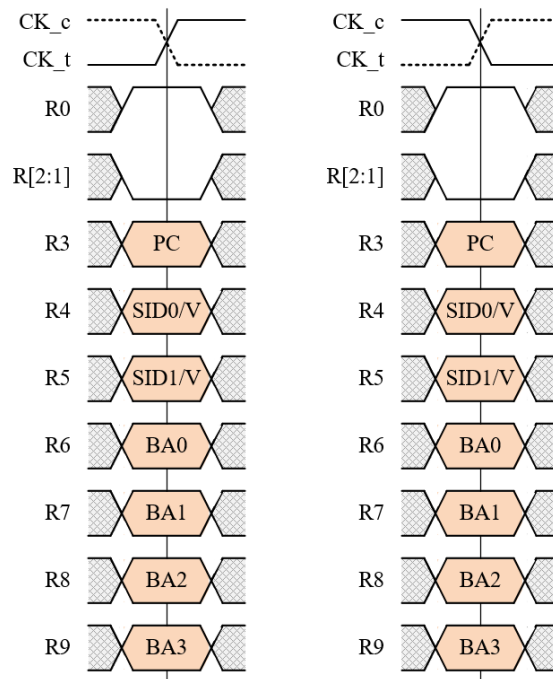 CK_c CK_c
CK_t CK_t
R0 R0
R[2:1] R[2:1]
R3 PC R3 PC
R4 SID0/V R4 SID0/V
R5 SID1/V R5 SID1/V
R6 BA0 R6 BA0
R7 BA1 R7 BA1
R8 BA2 R8 BA2
R9 BA3 R9 BA3